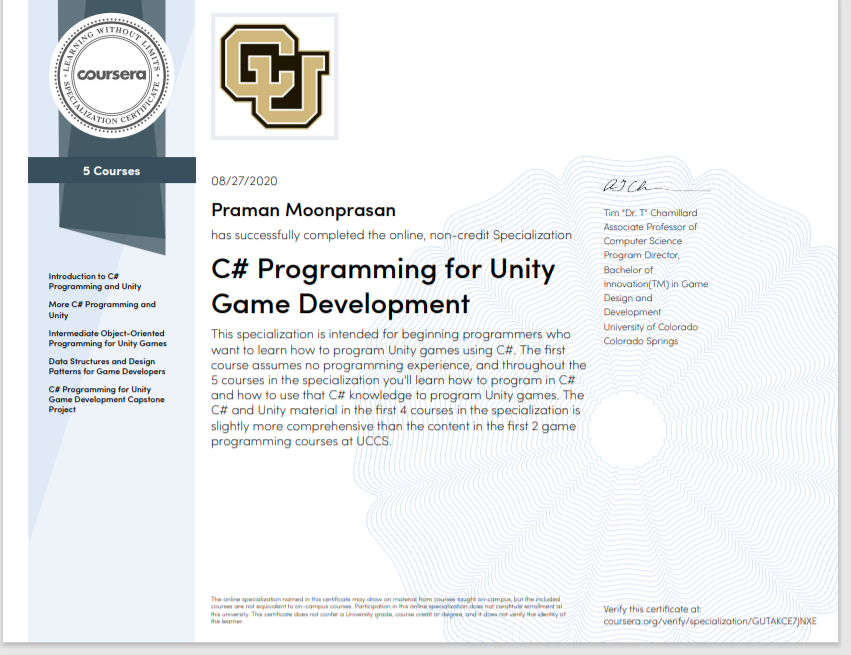 LEARNING WITHOUT LIMITS
coursera
SPECIALIZATION CERTIFICATE
5 Courses
Introduction to C#
Programming and Unity
More C# Programming and
Unity
Intermediate Object-Oriented
Programming for Unity Games
Data Structures and Design
Patterns for Game Developers
C# Programming for Unity
Game Development Capstone
Project
CU
08/27/2020
Praman Moonprasan
has successfully completed the online, non-credit Specialization
C# Programming for Unity
Game Development
This specialization is intended for beginning programmers who
want to learn how to program Unity games using C#. The first
course assumes no programming experience, and throughout the
5 courses in the specialization you'll learn how to program in C#
and how to use that C# knowledge to program Unity games. The
C# and Unity material in the first 4 courses in the specialization is
slightly more comprehensive than the content in the first 2 game
programming courses at UCCS.
Tim "Dr. T" Chamillard
Associate Professor of
Computer Science
Program Director,
Bachelor of
Innovation(TM) in Game
Design and
Development
University of Colorado
Colorado Springs
The online specialization named in this certificate may draw on material from courses taught on-campus, but the included
courses are not equivalent to on-campus courses. Participation in this online specialization does not constitute enrollment at
this university. This certificate does not confer a University grade, course credit or degree, and it does not verify the identity of
the learner.
Verify this certificate at:
coursera.org/verify/specialization/GUTAKCE7JNXE